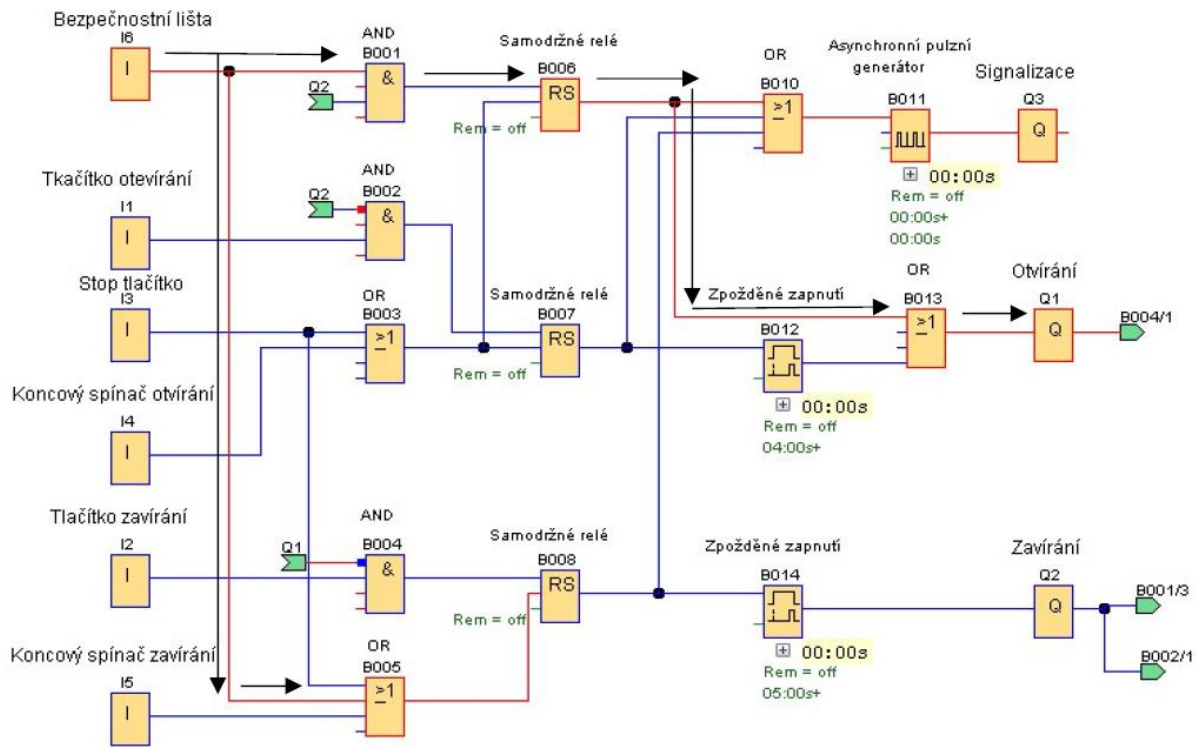 Bezpečnostní lišta
I6
I
AND
B001
&
Q2
Samodržné relé
B006
RS
Rem = off
OR
B010
>1
Asynchronní pulzní
generátor
B011
00:00s
Rem = off
00:00s+
00:00s
Signalizace
Q3
Q
Tkačítko otevírání
I1
I
AND
B002
&
Q2
Stop tlačítko
I3
I
OR
B003
>1
Samodržné relé
B007
RS
Rem = off
Zpožděné zapnutí
B012
00:00s
Rem = off
04:00s+
OR
B013
>1
Otvírání
Q1
Q
B004/1
Koncový spínač otvírání
I4
I
Tlačítko zavírání
I2
I
AND
B004
&
Q1
Samodržné relé
B008
RS
Rem = off
Zpožděné zapnutí
B014
00:00s
Rem = off
05:00s+
Zavírání
Q2
Q
B001/3
B002/1
Koncový spínač zavírání
I5
I
OR
B005
>1